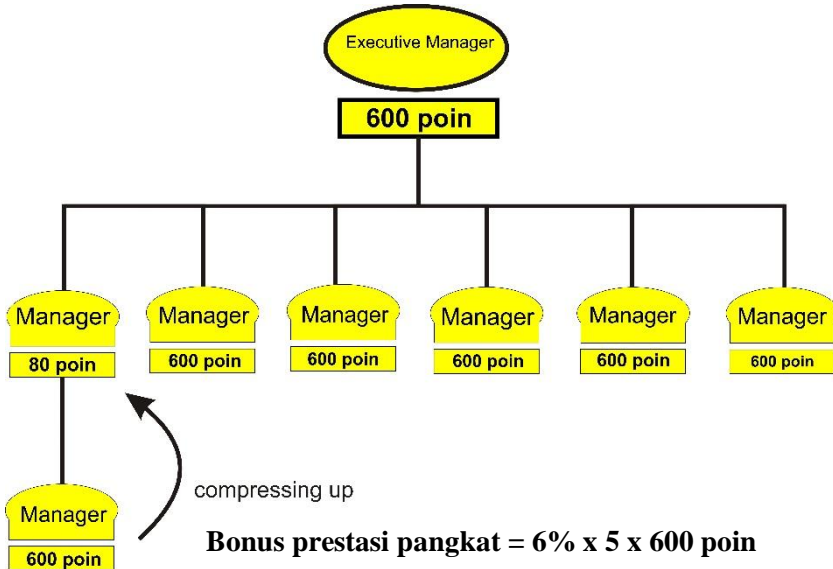 Executive Manager
600 poin
Manager
Manager
Manager
Manager
Manager
Manager
80 poin
600 poin
600 poin
600 poin
600 poin
600 poin
compressing up
Manager
600 poin
Bonus prestasi pangkat = 6% x 5 x 600 poin